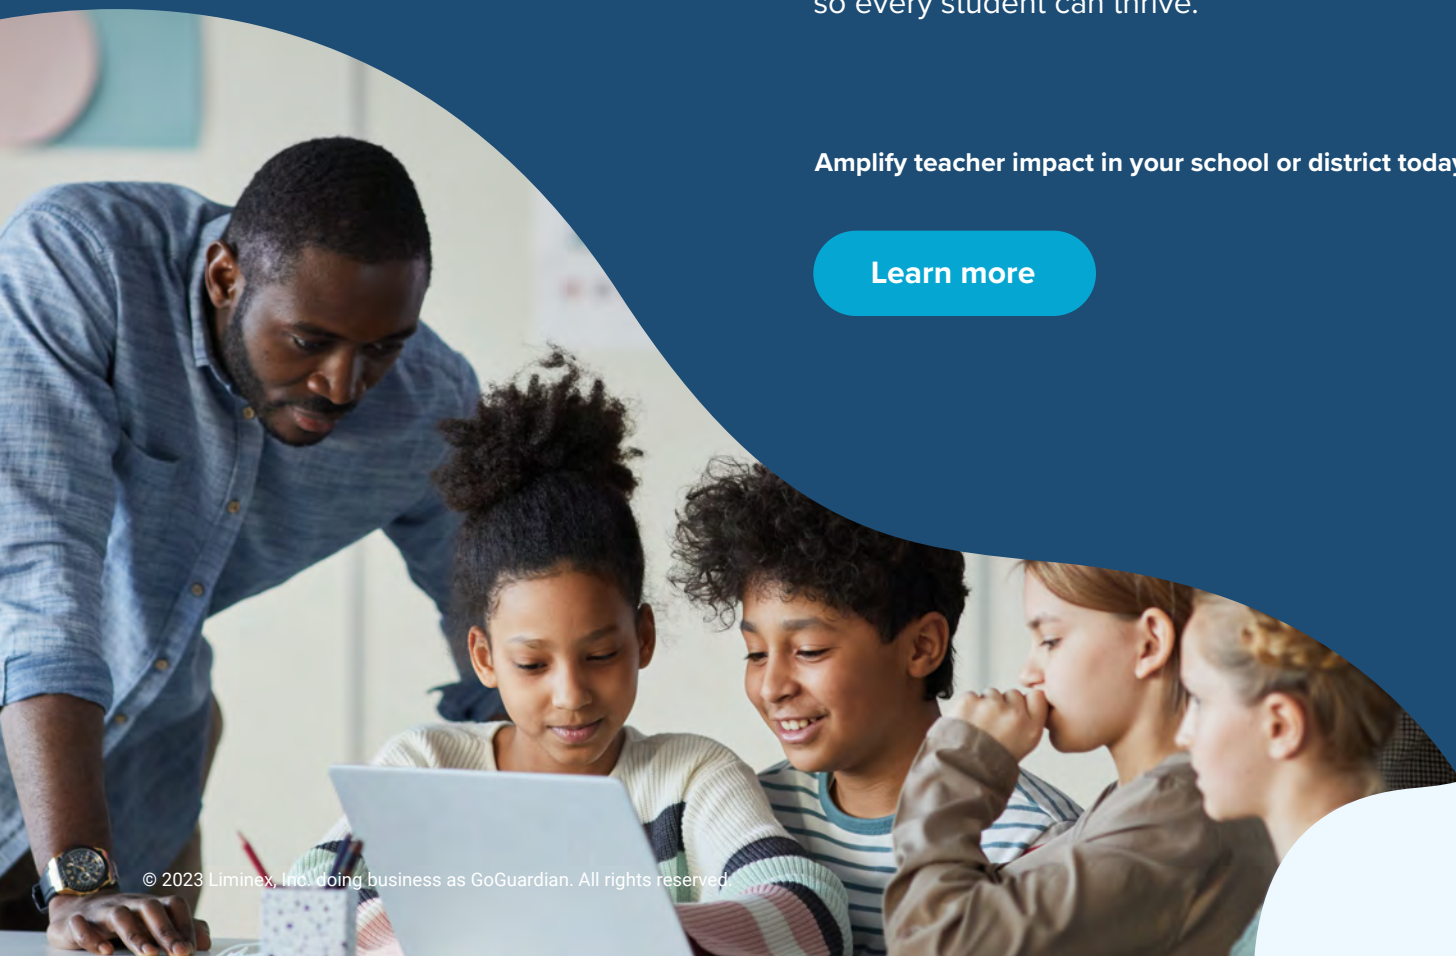 so every student can thrive.
Amplify teacher impact in your school or district today
Learn more
© 2023 Liminex, Inc. doing business as GoGuardian. All rights reserved.